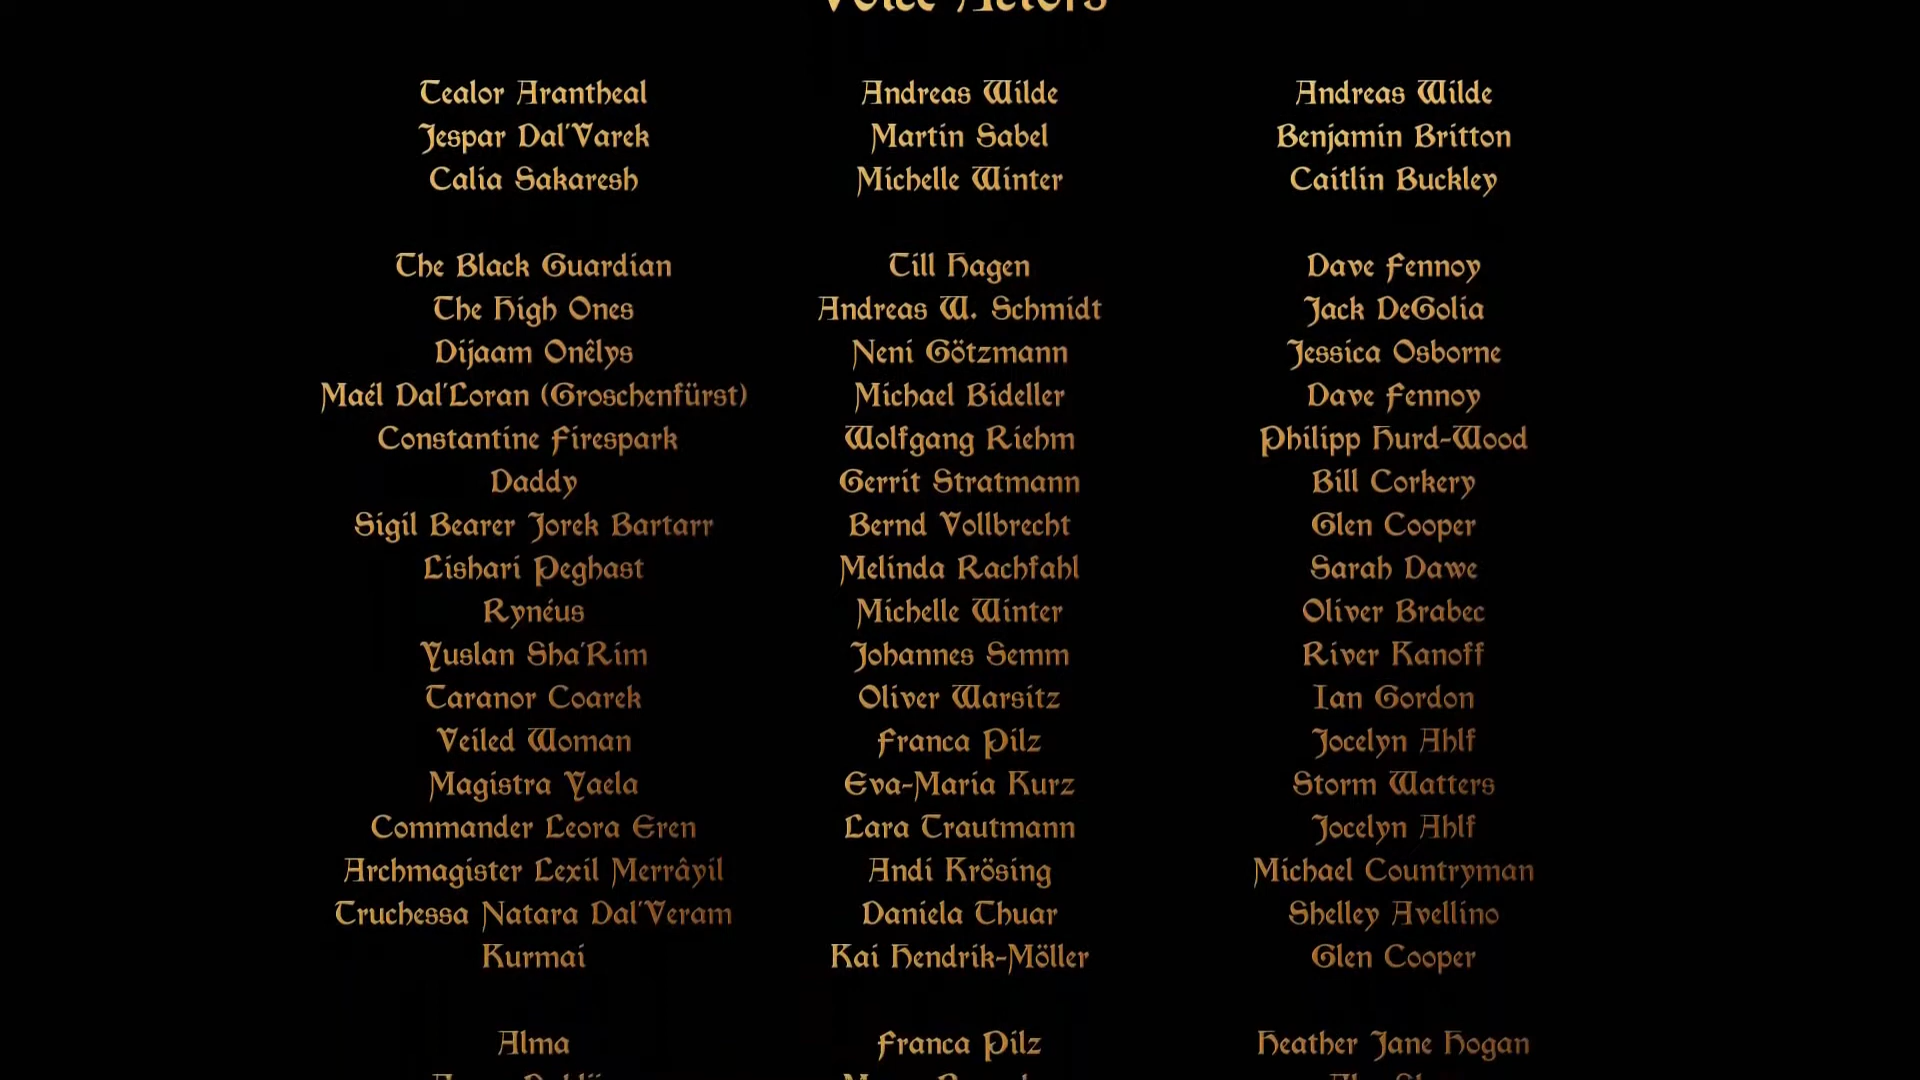 Voice Actors
Tealor Arantheal Andreas Wilde Andreas Wilde
Jespar Dal'Varek Martin Sabel Benjamin Britton
Calia Sakaresh Michelle Winter Caitlin Buckley
The Black Guardian Till Hagen Dave Fennoy
The High Ones Andreas W. Schmidt Jack DeGolia
Dijaam Onêlys Neni Götzmann Jessica Osborne
Maél Dal'Loran (Groschenfürst) Michael Bideller Dave Fennoy
Constantine Firespark Wolfgang Riehm Philipp Hurd-Wood
Daddy Gerrit Stratmann Bill Corkery
Sigil Bearer Jorek Bartarr Bernd Vollbrecht Glen Cooper
Lishari Peghast Melinda Rachfahl Sarah Dawe
Rynéus Michelle Winter Oliver Brabec
Yuslan Sha'Rim Johannes Semm River Kanoff
Taranor Coarek Oliver Warsitz Ian Gordon
Veiled Woman Franca Pilz Jocelyn Ahlf
Magistra Yaela Eva-Maria Kurz Storm Watters
Commander Leora Eren Lara Trautmann Jocelyn Ahlf
Archmagister Lexil Merrâyil Andi Krösing Michael Countryman
Truchessa Natara Dal'Veram Daniela Thuar Shelley Avellino
Kurmai Kai Hendrik-Möller Glen Cooper
Alma Franca Pilz Heather Jane Hogan